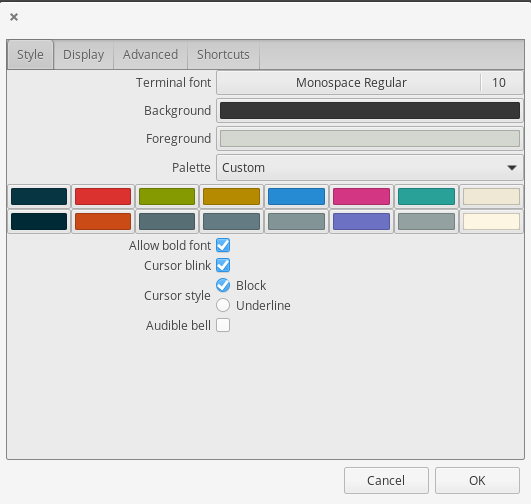 Style Display Advanced Shortcuts
Terminal font Monospace Regular 10
Background
Foreground
Palette Custom
Allow bold font
Cursor blink
Cursor style Block
Underline
Audible bell
Cancel OK